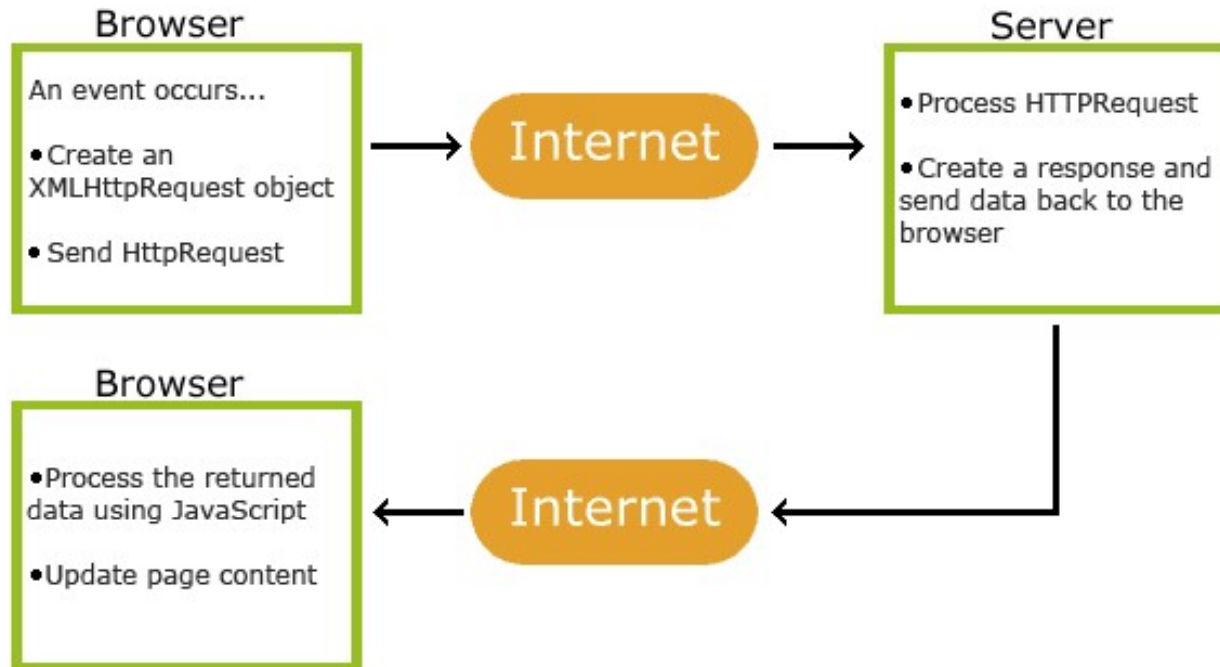 Browser
An event occurs...
•Create an
XMLHttpRequest object
• Send HttpRequest
Internet
Server
•Process HTTPRequest
•Create a response and
send data back to the
browser
Browser
•Process the returned
data using JavaScript
•Update page content
Internet